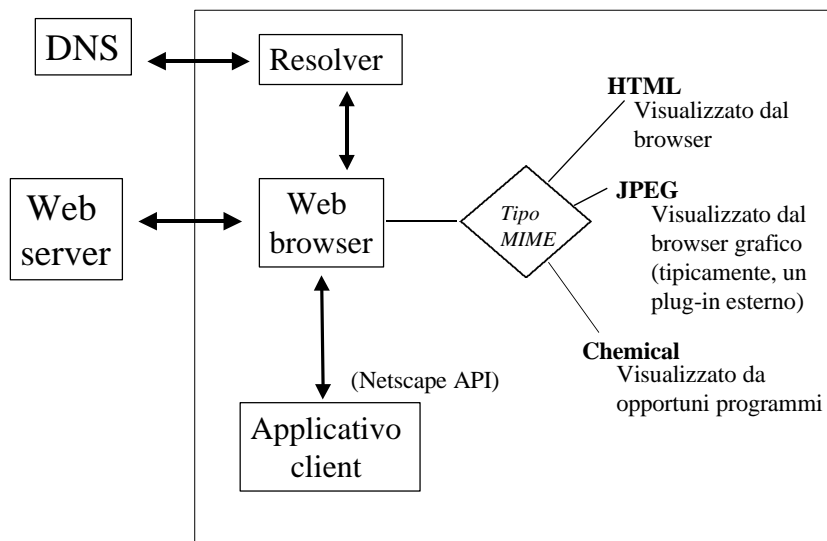 DNS
Resolver
HTML
Visualizzato dal
browser
Web
server
Web
browser
Tipo
MIME
JPEG
Visualizzato dal
browser grafico
(tipicamente, un
plug-in esterno)
Chemical
Visualizzato da
opportuni programmi
(Netscape API)
Applicativo
client